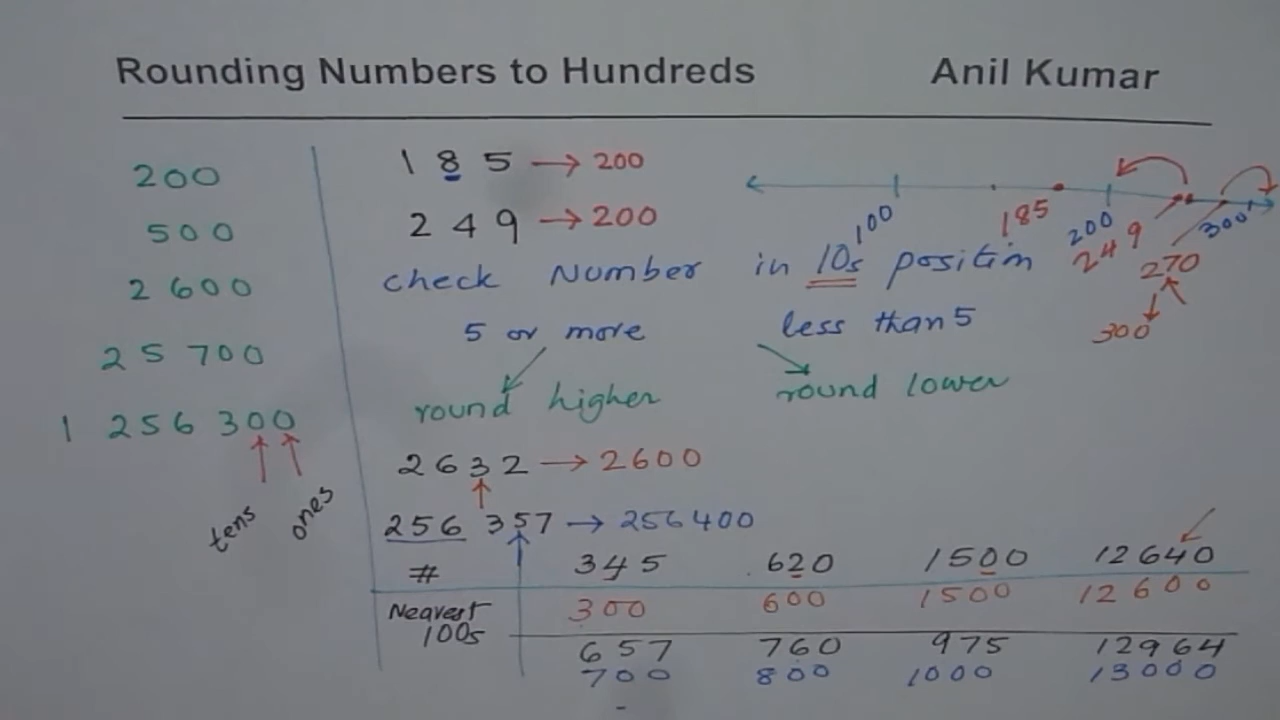 Rounding Numbers to Hundreds Anil Kumar
200
500
2600
25 700
1 256 300
tens ones
185 → 200
249 → 200
check Number in 10s position
5 or more less than 5
round higher round lower
2632 → 2600
256 357 → 256400
100 185 200 249 270 300
300
# 345 620 1500 12640
Nearest 100s 300 600 1500 12600
657 760 975 12964
700 800 1000 13000